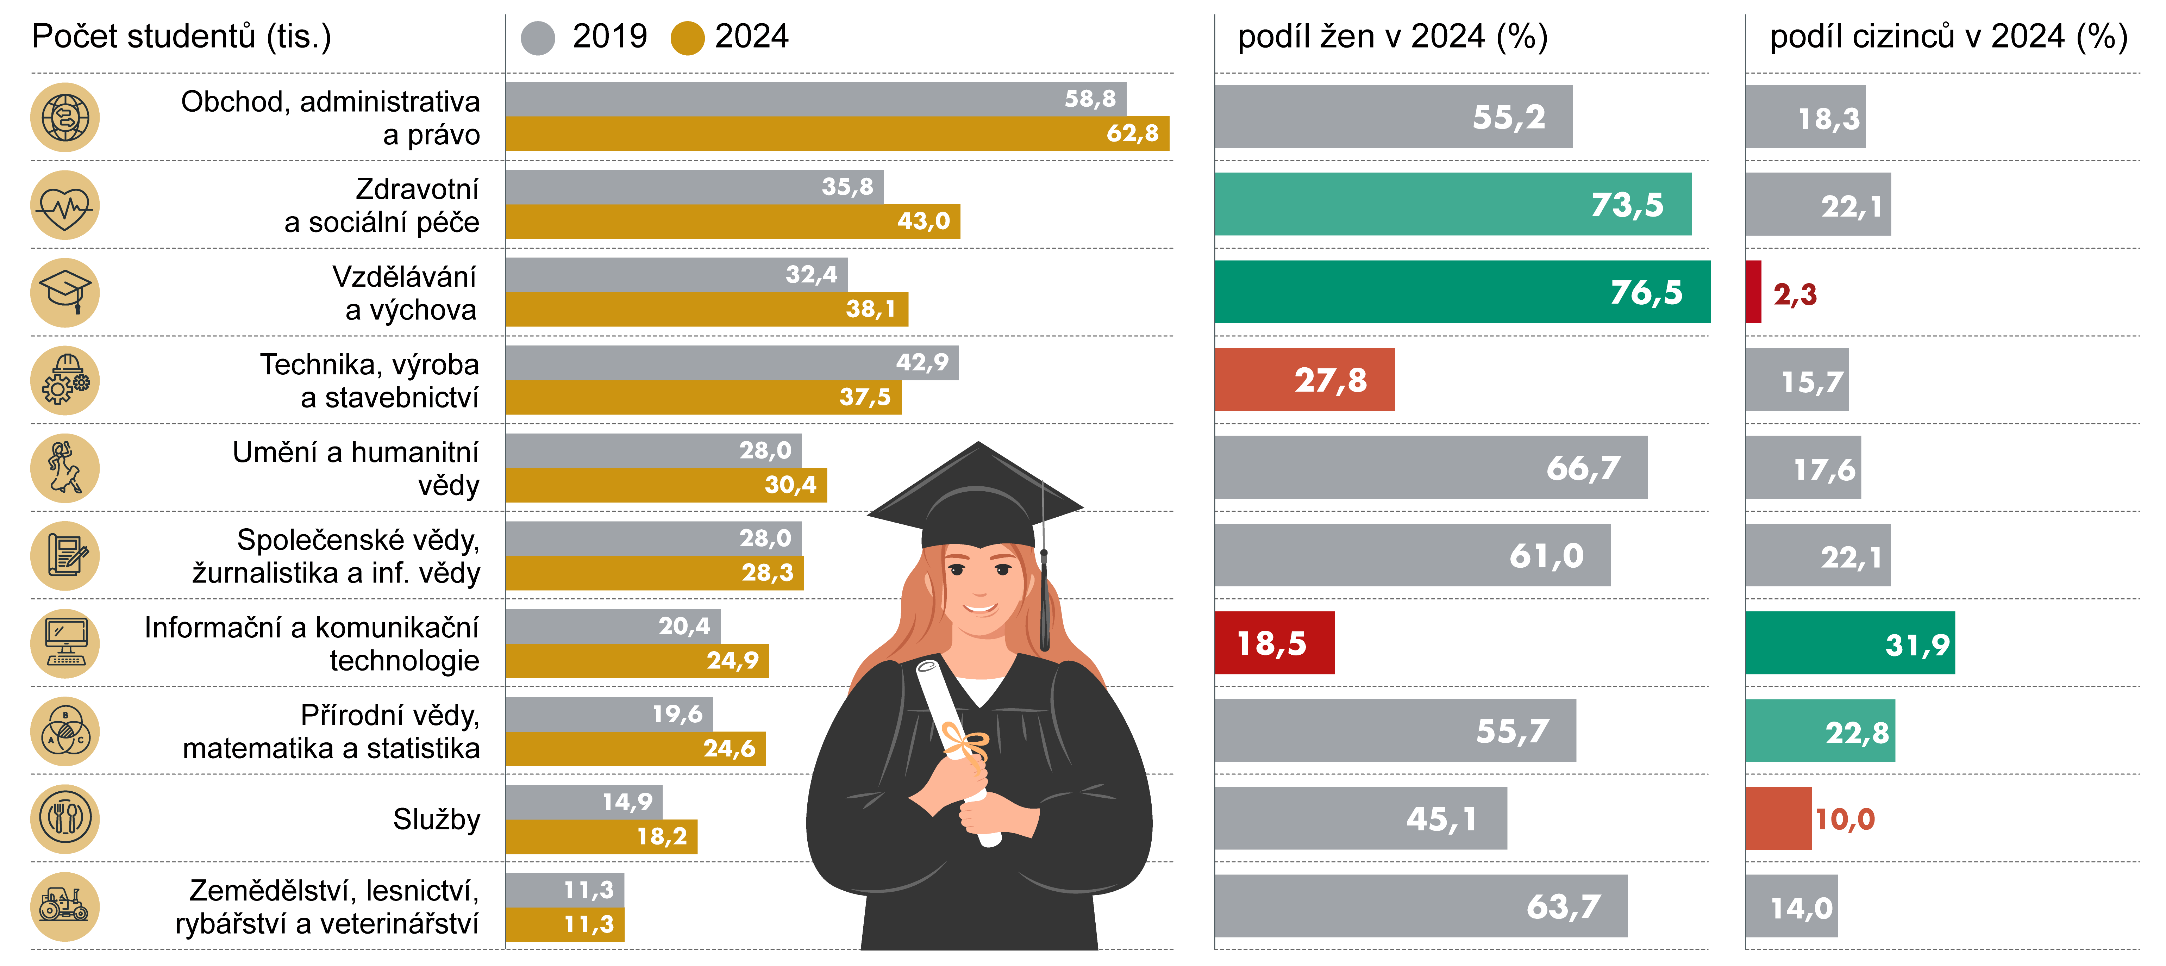 Počet studentů (tis.) 2019 2024 podíl žen v 2024 (%) podíl cizinců v 2024 (%)
Obchod, administrativa
a právo
58,8
62,8
55,2
18,3
Zdravotní
a sociální péče
35,8
43,0
73,5
22,1
Vzdělávání
a výchova
32,4
38,1
76,5
2,3
Technika, výroba
a stavebnictví
42,9
37,5
27,8
15,7
Umění a humanitní
vědy
28,0
30,4
66,7
17,6
Společenské vědy,
žurnalistika a inf. vědy
28,0
28,3
61,0
22,1
Informační a komunikační
technologie
20,4
24,9
18,5
31,9
B
A C
Přírodní vědy,
matematika a statistika
19,6
24,6
55,7
22,8
Služby
14,9
18,2
45,1
10,0
Zemědělství, lesnictví,
rybářství a veterinářství
11,3
11,3
63,7
14,0